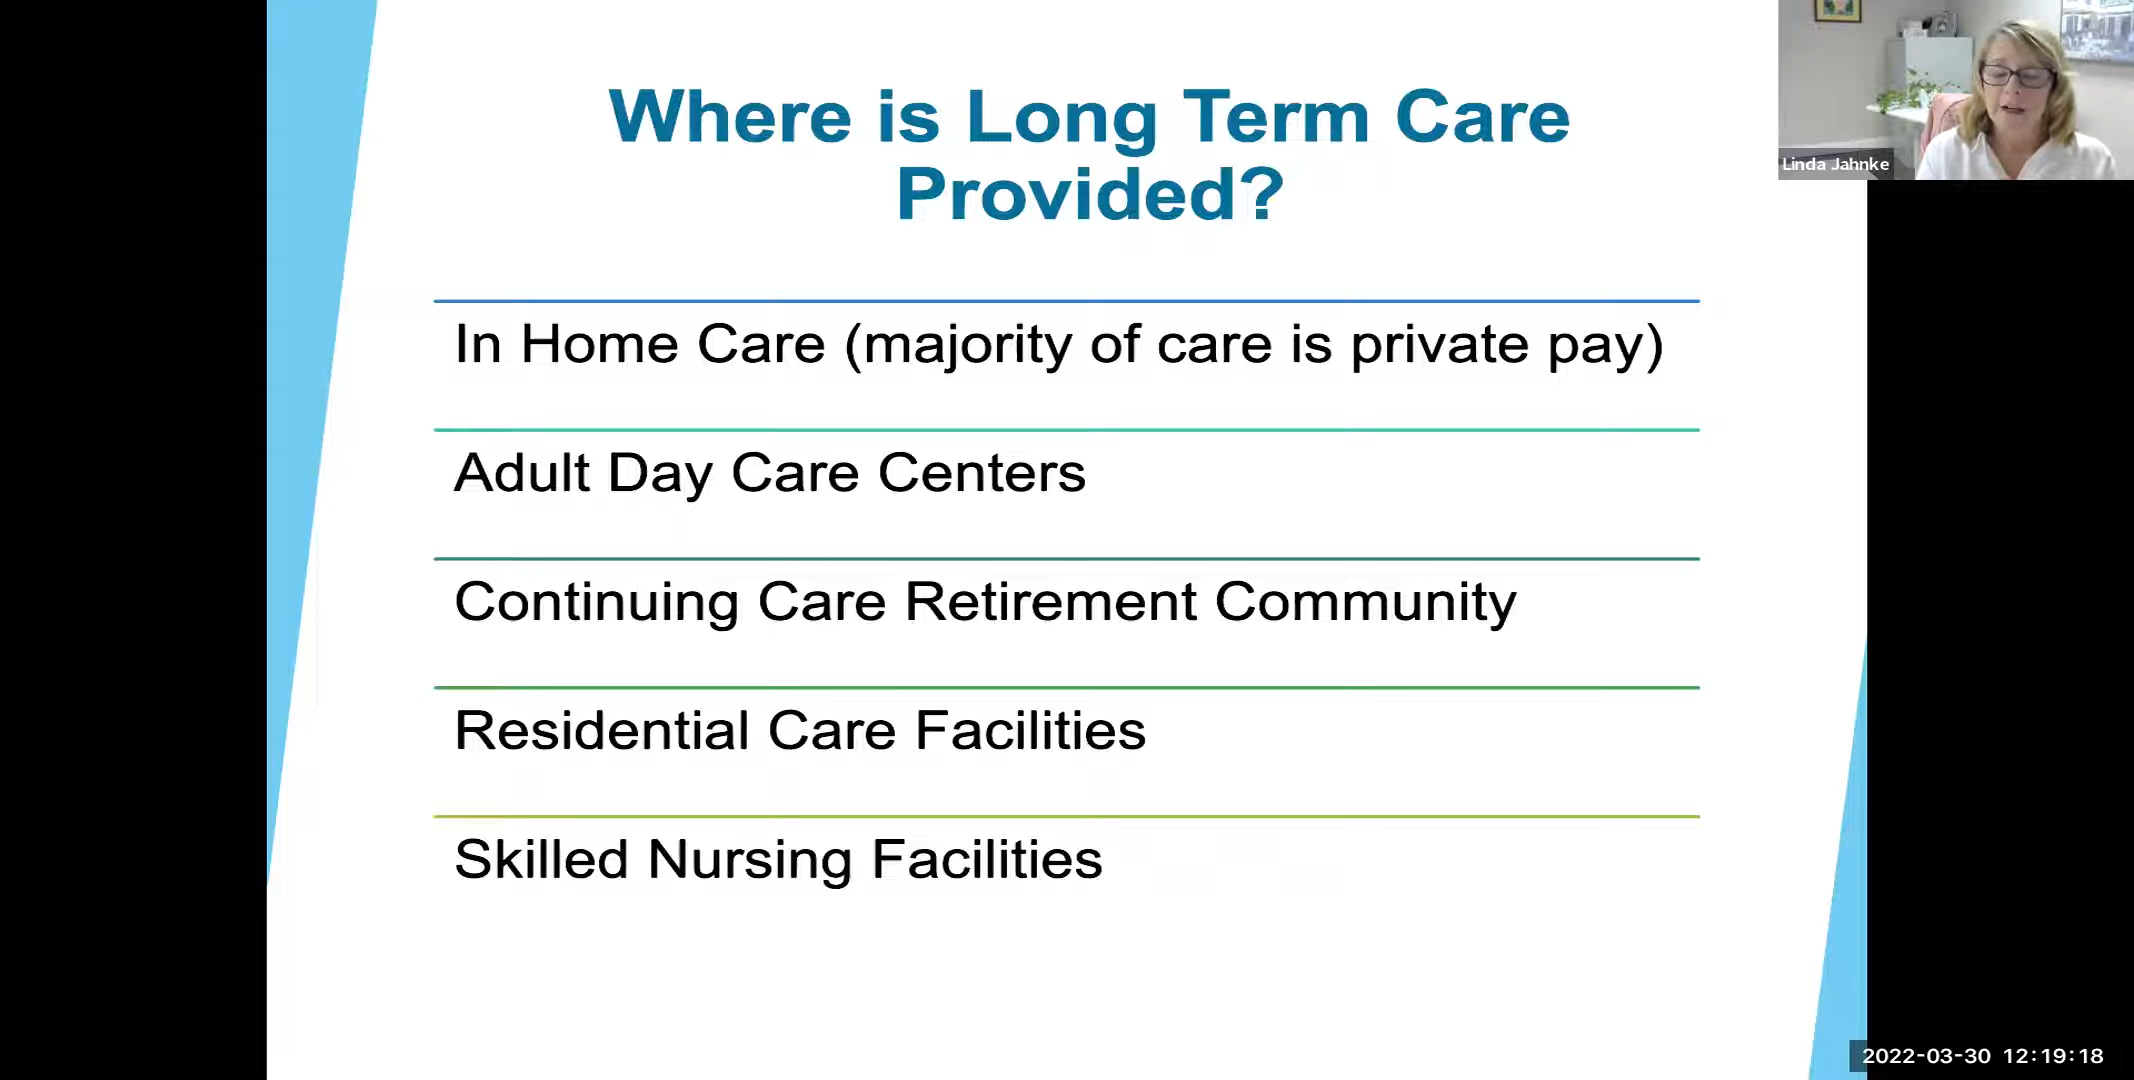 Where is Long Term Care
Provided?
In Home Care (majority of care is private pay)
Adult Day Care Centers
Continuing Care Retirement Community
Residential Care Facilities
Skilled Nursing Facilities
Linda Jahnke
2022-03-30 12:19:18